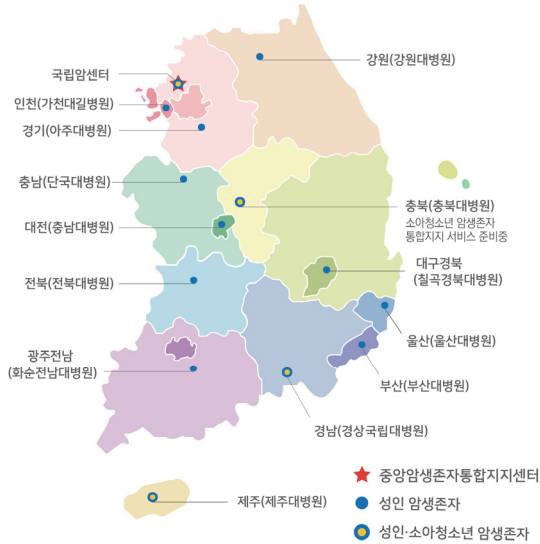 국립암센터
인천(가천대길병원)
경기(아주대병원)
충남(단국대병원)
대전(충남대병원)
전북(전북대병원)
광주전남
(화순전남대병원)
강원(강원대병원)
충북(충북대병원)
소아청소년 암생존자
통합지지 서비스 준비중
대구경북
(칠곡경북대병원)
울산(울산대병원)
부산(부산대병원)
경남(경상국립대병원)
제주(제주대병원)
중앙암생존자통합지지센터
성인 암생존자
성인·소아청소년 암생존자